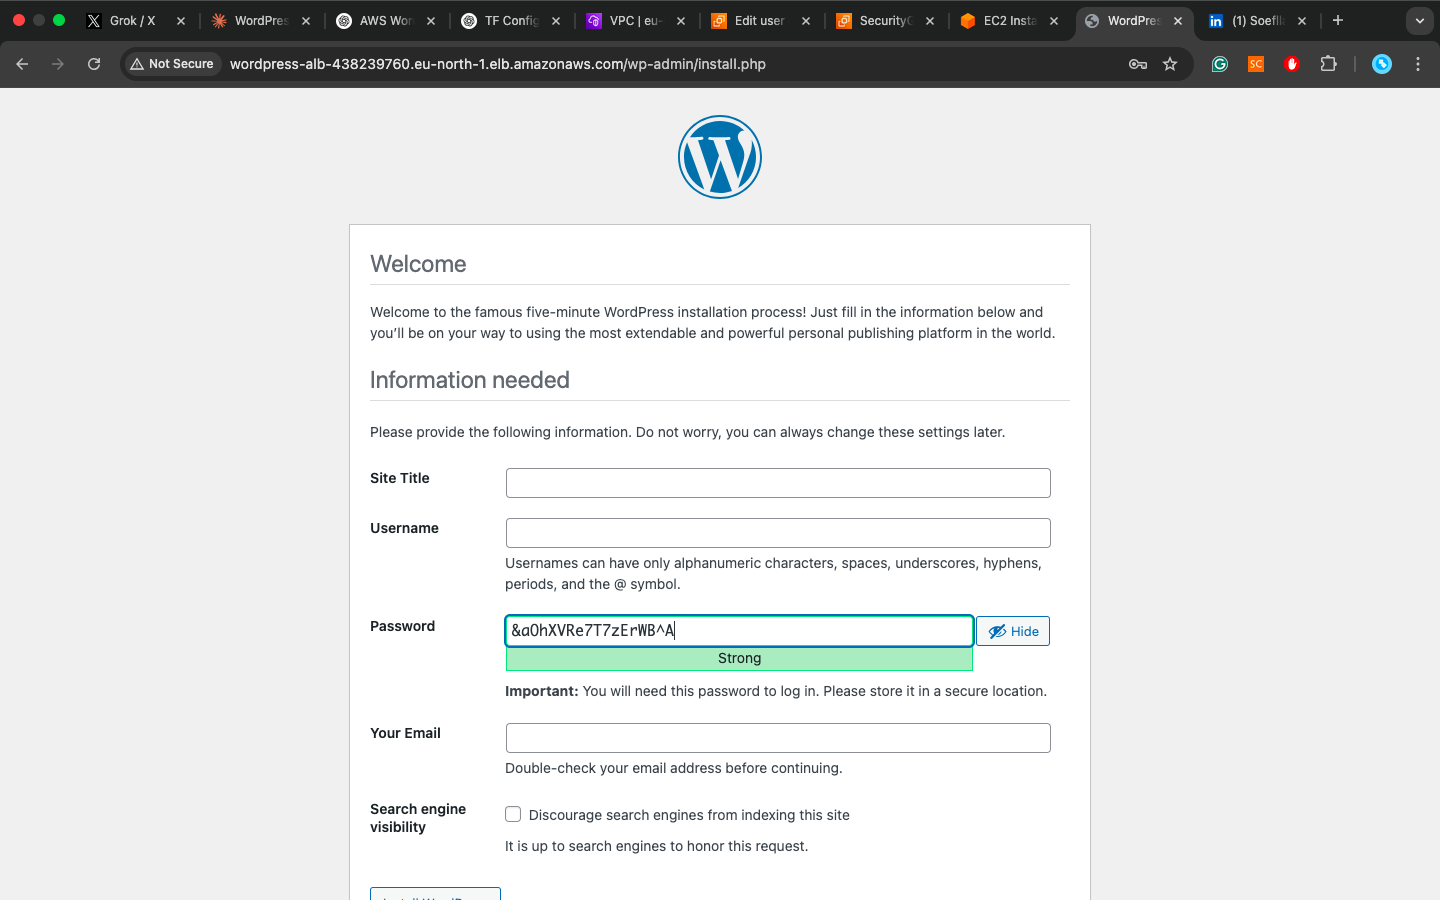 Grok / X
WordPres
AWS Wor
TF Config
VPC | eu-
Edit user
SecurityG
EC2 Insta
WordPres
(1) Soefll
Not Secure
wordpress-alb-438239760.eu-north-1.elb.amazonaws.com/wp-admin/install.php
Welcome
Welcome to the famous five-minute WordPress installation process! Just fill in the information below and
you’ll be on your way to using the most extendable and powerful personal publishing platform in the world.
Information needed
Please provide the following information. Do not worry, you can always change these settings later.
Site Title
Username
Usernames can have only alphanumeric characters, spaces, underscores, hyphens,
periods, and the @ symbol.
Password
&aOhXVRe7T7zErWB^A
Hide
Strong
Important: You will need this password to log in. Please store it in a secure location.
Your Email
Double-check your email address before continuing.
Search engine
visibility
Discourage search engines from indexing this site
It is up to search engines to honor this request.